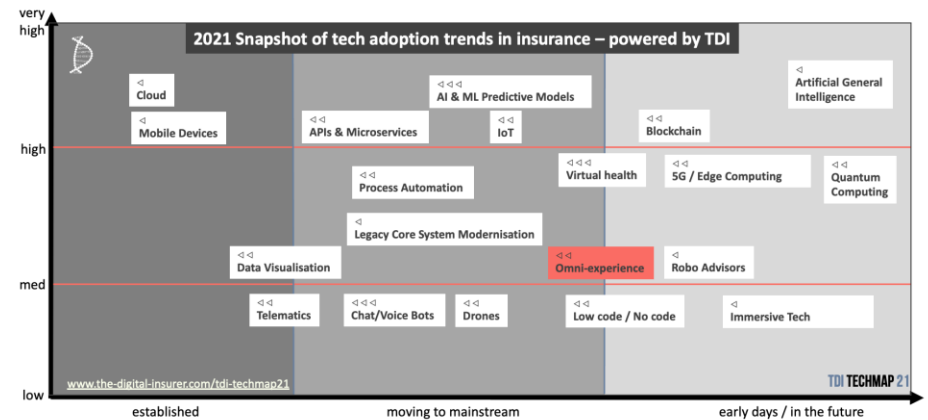 very
high
2021 Snapshot of tech adoption trends in insurance – powered by TDI
Cloud
Mobile Devices
APIs & Microservices
AI & ML Predictive Models
IoT
Blockchain
Artificial General
Intelligence
high
Process Automation
Virtual health
5G / Edge Computing
Quantum
Computing
Legacy Core System Modernisation
Data Visualisation
Omni-experience
Robo Advisors
med
Telematics
Chat/Voice Bots
Drones
Low code / No code
Immersive Tech
www.the-digital-insurer.com/tdi-techmap21
TDI TECHMAP 21
low
established
moving to mainstream
early days / in the future